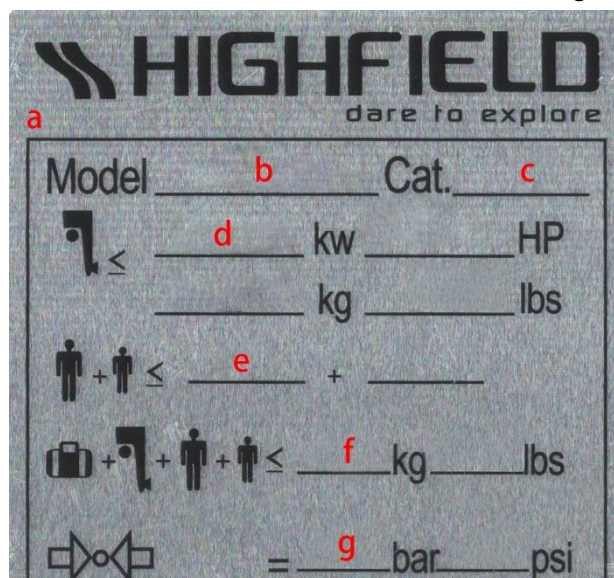 HIGHFIELD
dare to explore
a
Model b Cat. c
≤ d kw HP
kg lbs
+ ≤ e +
+ + + ≤ f kg lbs
= g bar psi